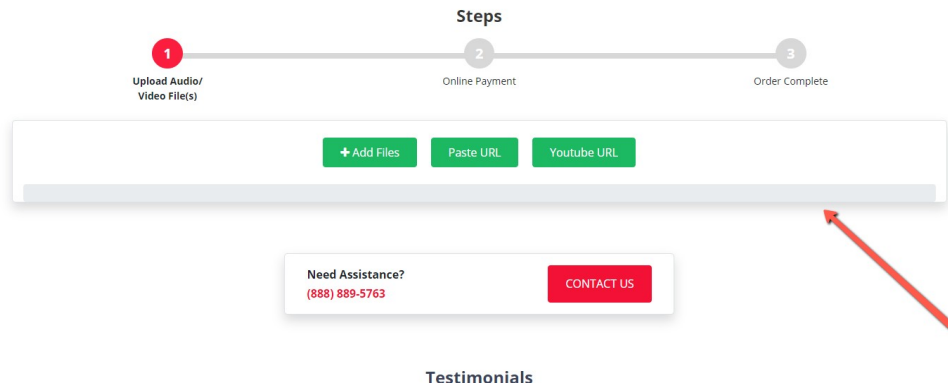 Steps
1
2
3
Upload Audio/
Video File(s)
Online Payment
Order Complete
+ Add Files
Paste URL
Youtube URL
Need Assistance?
(888) 889-5763
CONTACT US
Testimonials